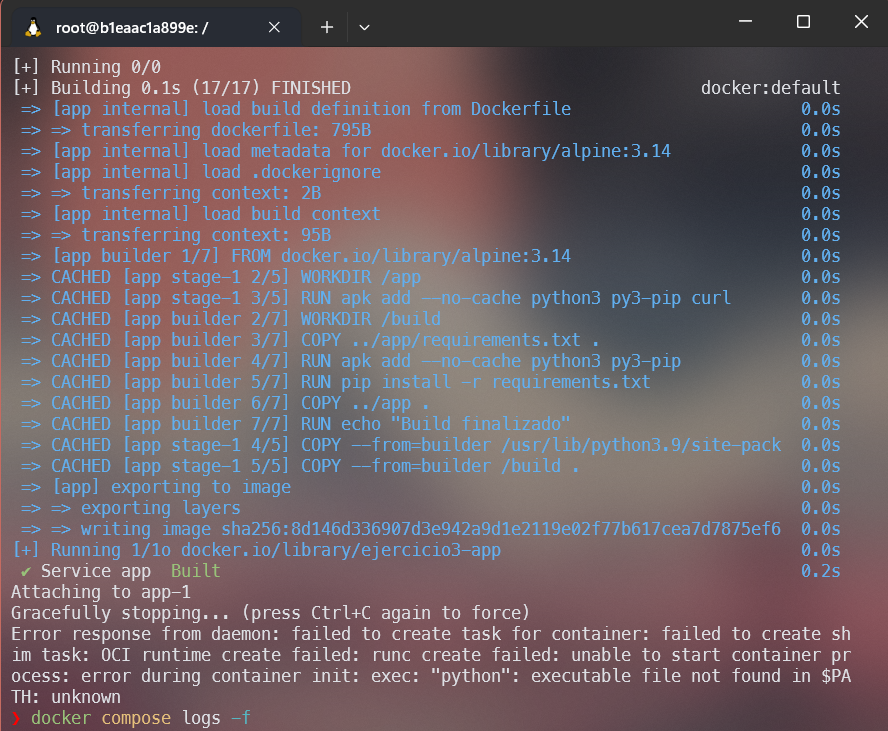 root@b1eaac1a899e: /
[+] Running 0/0
[+] Building 0.1s (17/17) FINISHED docker:default
=> [app internal] load build definition from Dockerfile 0.0s
=> => transferring dockerfile: 795B 0.0s
=> [app internal] load metadata for docker.io/library/alpine:3.14 0.0s
=> [app internal] load .dockerignore 0.0s
=> => transferring context: 2B 0.0s
=> [app internal] load build context 0.0s
=> => transferring context: 95B 0.0s
=> [app builder 1/7] FROM docker.io/library/alpine:3.14 0.0s
=> CACHED [app stage-1 2/5] WORKDIR /app 0.0s
=> CACHED [app stage-1 3/5] RUN apk add --no-cache python3 py3-pip curl 0.0s
=> CACHED [app builder 2/7] WORKDIR /build 0.0s
=> CACHED [app builder 3/7] COPY ../app/requirements.txt . 0.0s
=> CACHED [app builder 4/7] RUN apk add --no-cache python3 py3-pip 0.0s
=> CACHED [app builder 5/7] RUN pip install -r requirements.txt 0.0s
=> CACHED [app builder 6/7] COPY ../app . 0.0s
=> CACHED [app builder 7/7] RUN echo "Build finalizado" 0.0s
=> CACHED [app stage-1 4/5] COPY --from=builder /usr/lib/python3.9/site-pack 0.0s
=> CACHED [app stage-1 5/5] COPY --from=builder /build . 0.0s
=> [app] exporting to image 0.0s
=> => exporting layers 0.0s
=> => writing image sha256:8d146d336907d3e942a9d1e2119e02f77b617cea7d7875ef6 0.0s
[+] Running 1/1o docker.io/library/ejercicio3-app 0.0s
✔ Service app Built 0.2s
Attaching to app-1
Gracefully stopping... (press Ctrl+C again to force)
Error response from daemon: failed to create task for container: failed to create sh
im task: OCI runtime create failed: runc create failed: unable to start container pr
ocess: error during container init: exec: "python": executable file not found in $PA
TH: unknown
❯ docker compose logs -f